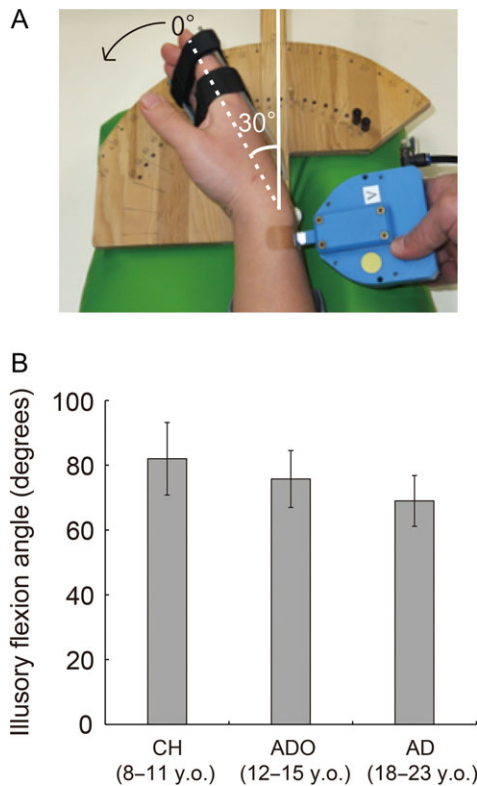 A
0°
30°
V
B
Illusory flexion angle (degrees)
100
80
60
40
20
0
CH
ADO
AD
(8–11 y.o.)
(12–15 y.o.)
(18–23 y.o.)